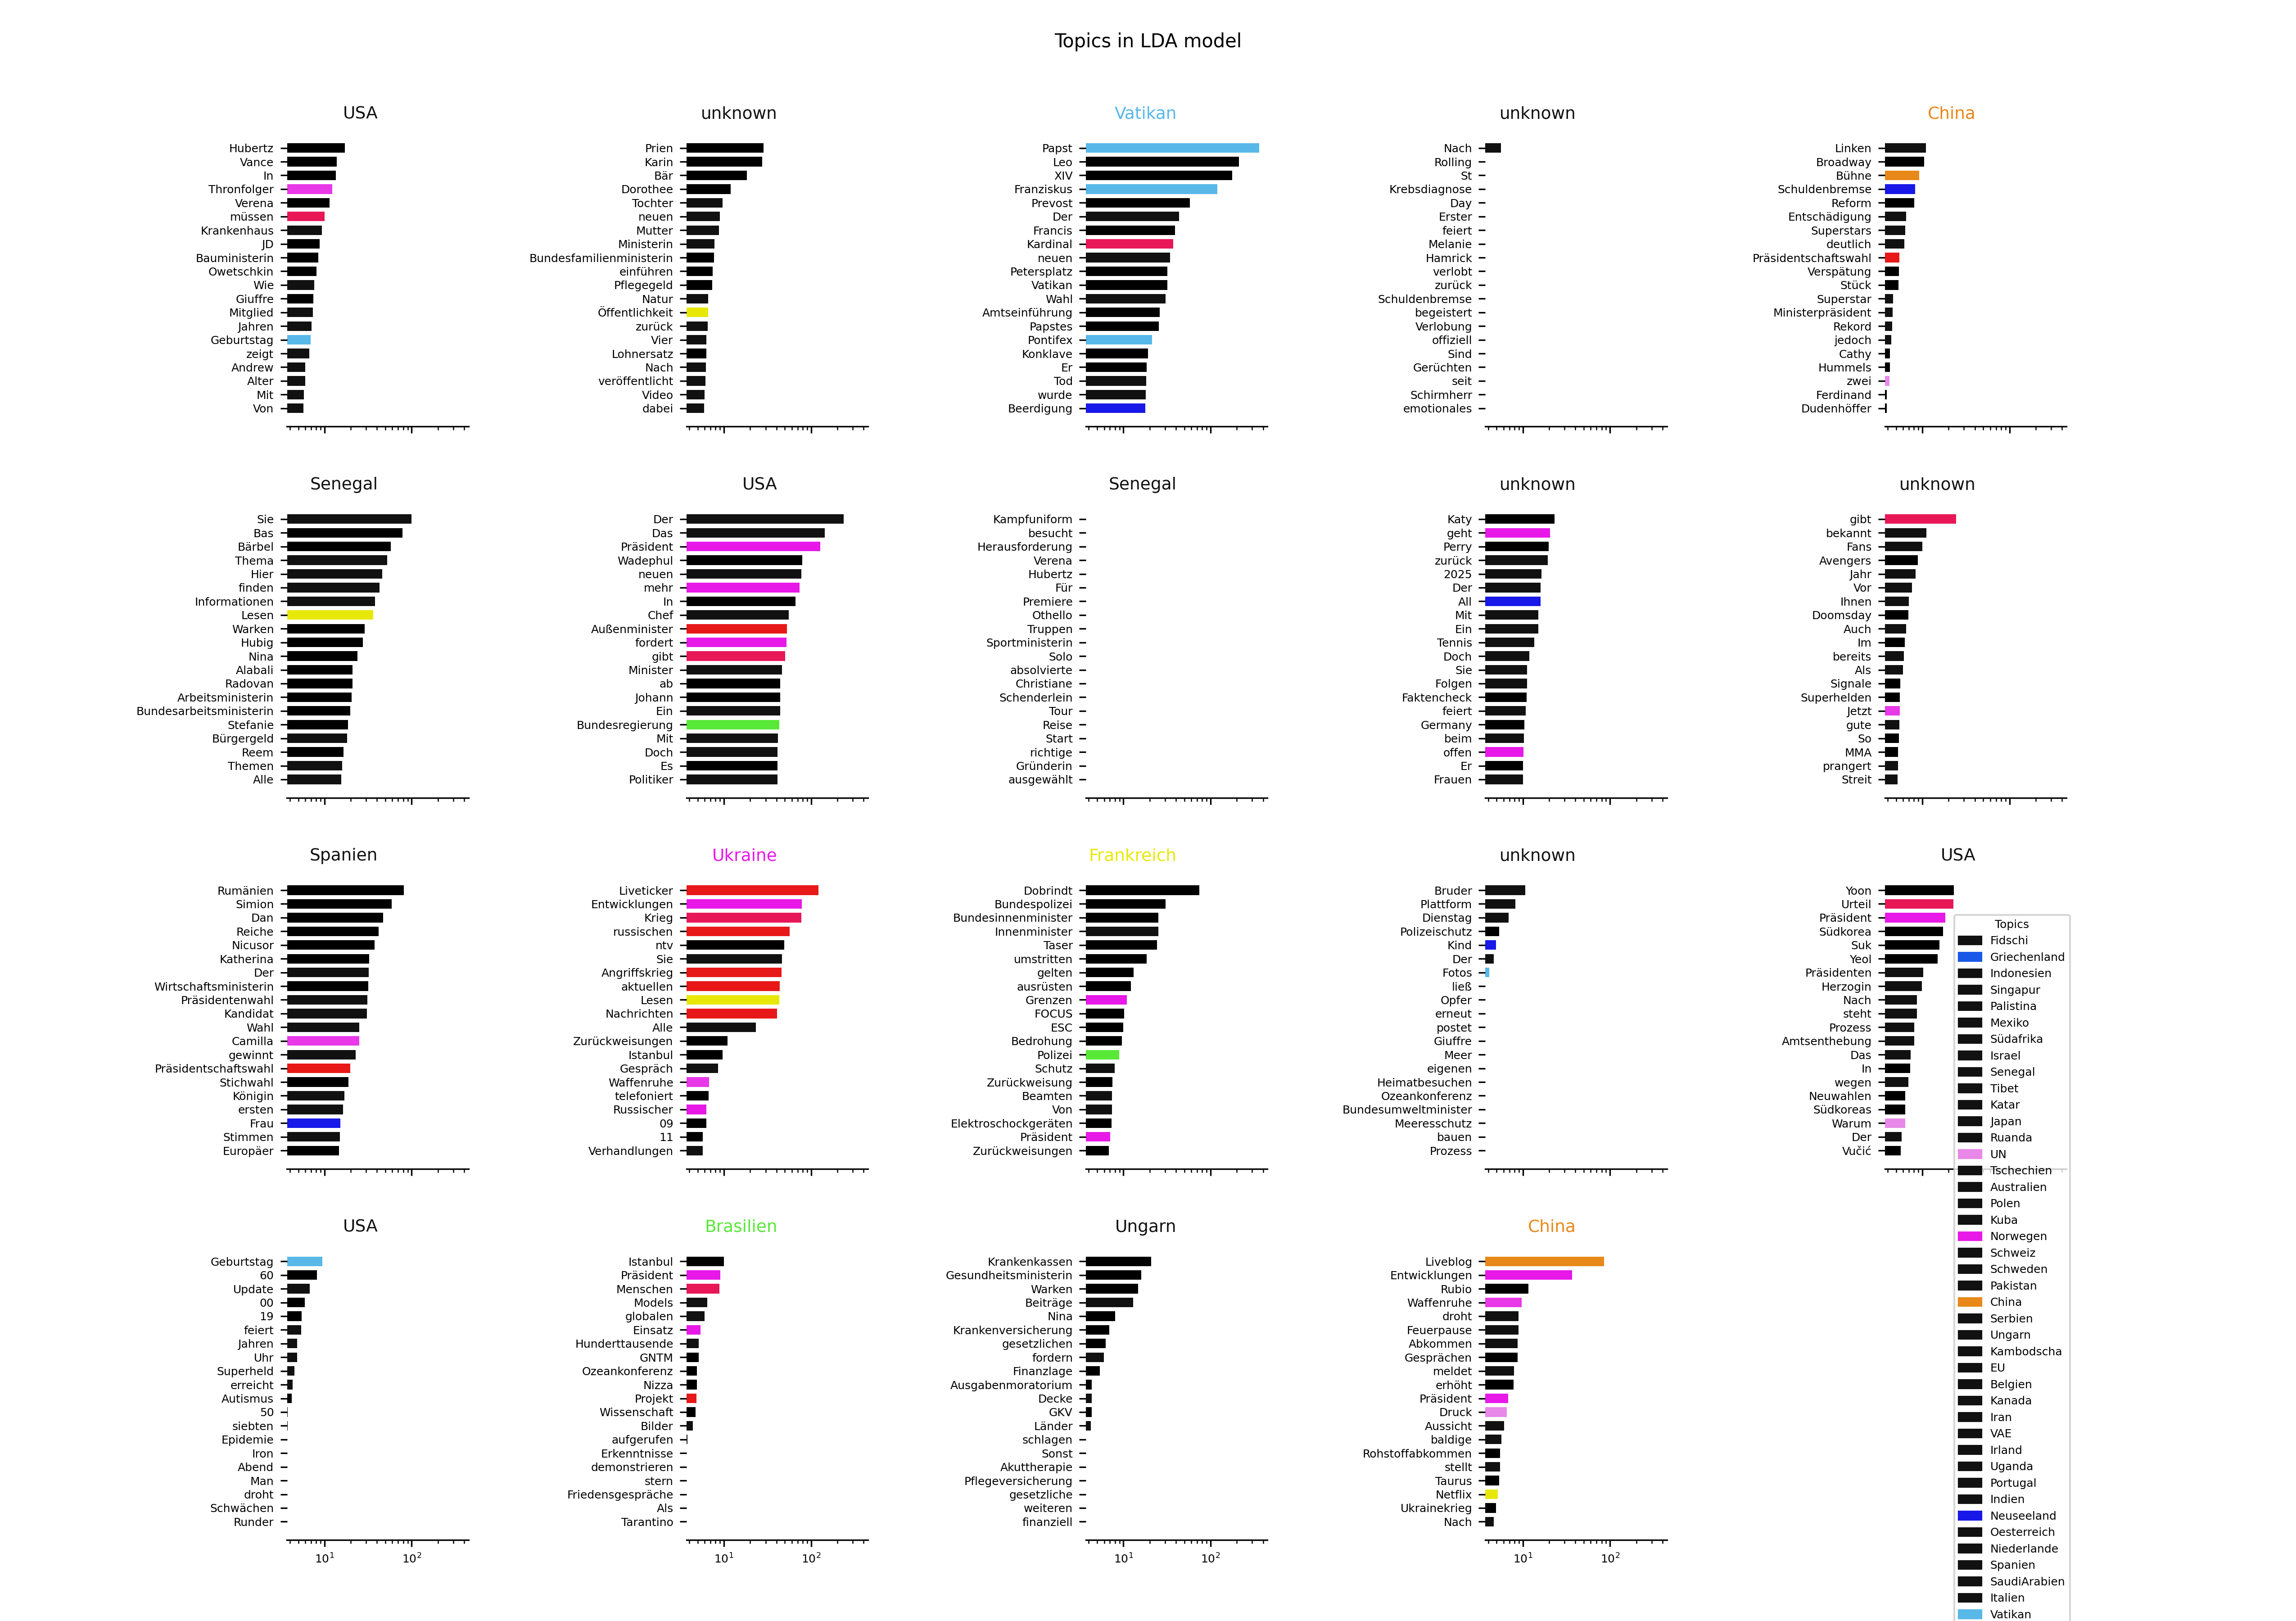 Topics in LDA model
USA
Hubertz
Vance
In
Thronfolger
Verena
müssen
Krankenhaus
JD
Bauministerin
Owetschkin
Wie
Giuffre
Mitglied
Jahren
Geburtstag
zeigt
Andrew
Alter
Mit
Von
unknown
Prien
Karin
Bär
Dorothee
Tochter
neuen
Mutter
Ministerin
Bundesfamilienministerin
einführen
Pflegegeld
Natur
Öffentlichkeit
zurück
Vier
Lohnersatz
Nach
veröffentlicht
Video
dabei
Vatikan
Papst
Leo
XIV
Franziskus
Prevost
Der
Francis
Kardinal
neuen
Petersplatz
Vatikan
Wahl
Amtseinführung
Papstes
Pontifex
Konklave
Er
Tod
wurde
Beerdigung
unknown
Nach
Rolling
St
Krebsdiagnose
Day
Erster
feiert
Melanie
Hamrick
verlobt
zurück
Schuldenbremse
begeistert
Verlobung
offiziell
Sind
Gerüchten
seit
Schirmherr
emotionales
China
Linken
Broadway
Bühne
Schuldenbremse
Reform
Entschädigung
Superstars
deutlich
Präsidentschaftswahl
Verspätung
Stück
Superstar
Ministerpräsident
Rekord
jedoch
Cathy
Hummels
zwei
Ferdinand
Dudenhöffer
Senegal
Sie
Bas
Bärbel
Thema
Hier
finden
Informationen
Lesen
Warken
Hubig
Nina
Alabali
Radovan
Arbeitsministerin
Bundesarbeitsministerin
Stefanie
Bürgergeld
Reem
Themen
Alle
USA
Der
Das
Präsident
Wadephul
neuen
mehr
In
Chef
Außenminister
fordert
gibt
Minister
ab
Johann
Ein
Bundesregierung
Mit
Doch
Es
Politiker
Senegal
Kampfuniform
besucht
Herausforderung
Verena
Hubertz
Für
Premiere
Othello
Truppen
Sportministerin
Solo
absolvierte
Christiane
Schenderlein
Tour
Reise
Start
richtige
Gründerin
ausgewählt
unknown
Katy
geht
Perry
zurück
2025
Der
All
Mit
Ein
Tennis
Doch
Sie
Folgen
Faktencheck
feiert
Germany
beim
offen
Er
Frauen
unknown
gibt
bekannt
Fans
Avengers
Jahr
Vor
Ihnen
Doomsday
Auch
Im
bereits
Als
Signale
Superhelden
Jetzt
gute
So
MMA
prangert
Streit
Spanien
Rumänien
Simion
Dan
Reiche
Nicusor
Katherina
Der
Wirtschaftsministerin
Präsidentenwahl
Kandidat
Wahl
Camilla
gewinnt
Präsidentschaftswahl
Stichwahl
Königin
ersten
Frau
Stimmen
Europäer
Ukraine
Liveticker
Entwicklungen
Krieg
russischen
ntv
Sie
Angriffskrieg
aktuellen
Lesen
Nachrichten
Alle
Zurückweisungen
Istanbul
Gespräch
Waffenruhe
telefoniert
Russischer
09
11
Verhandlungen
Frankreich
Dobrindt
Bundespolizei
Bundesinnenminister
Innenminister
Taser
umstritten
gelten
ausrüsten
Grenzen
FOCUS
ESC
Bedrohung
Polizei
Schutz
Zurückweisung
Beamten
Von
Elektroschockgeräten
Präsident
Zurückweisungen
unknown
Bruder
Plattform
Dienstag
Polizeischutz
Kind
Der
Fotos
ließ
Opfer
erneut
postet
Giuffre
Meer
eigenen
Heimatbesuchen
Ozeankonferenz
Bundesumweltminister
Meeresschutz
bauen
Prozess
USA
Yoon
Urteil
Präsident
Südkorea
Suk
Yeol
Präsidenten
Herzogin
Nach
steht
Prozess
Amtsenthebung
Das
In
wegen
Neuwahlen
Südkoreas
Warum
Der
Vučić
USA
Geburtstag
60
Update
00
19
feiert
Jahren
Uhr
Superheld
erreicht
Autismus
50
siebten
Epidemie
Iron
Abend
Man
droht
Schwächen
Runder
10¹ 10²
Brasilien
Istanbul
Präsident
Menschen
Models
globalen
Einsatz
Hunderttausende
GNTM
Ozeankonferenz
Nizza
Projekt
Wissenschaft
Bilder
aufgerufen
Erkenntnisse
demonstrieren
stern
Friedensgespräche
Als
Tarantino
10¹ 10²
Ungarn
Krankenkassen
Gesundheitsministerin
Warken
Beiträge
Nina
Krankenversicherung
gesetzlichen
fordern
Finanzlage
Ausgabenmoratorium
Decke
GKV
Länder
schlagen
Sonst
Akuttherapie
Pflegeversicherung
gesetzliche
weiteren
finanziell
10¹ 10²
China
Liveblog
Entwicklungen
Rubio
Waffenruhe
droht
Feuerpause
Abkommen
Gesprächen
meldet
erhöht
Präsident
Druck
Aussicht
baldige
Rohstoffabkommen
stellt
Taurus
Netflix
Ukrainekrieg
Nach
10¹ 10²
Topics
Fidschi
Griechenland
Indonesien
Singapur
Palistina
Mexiko
Südafrika
Israel
Senegal
Tibet
Katar
Japan
Ruanda
UN
Tschechien
Australien
Polen
Kuba
Norwegen
Schweiz
Schweden
Pakistan
China
Serbien
Ungarn
Kambodscha
EU
Belgien
Kanada
Iran
VAE
Irland
Uganda
Portugal
Indien
Neuseeland
Oesterreich
Niederlande
Spanien
SaudiArabien
Italien
Vatikan